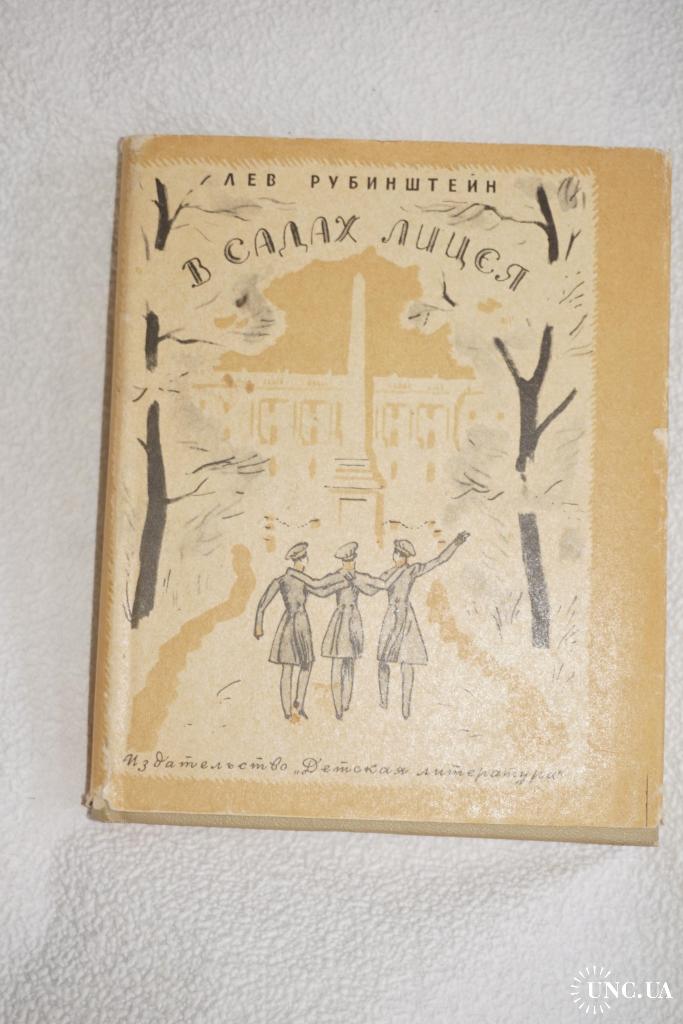 ЛЕВ РУБИНШТЕЙН
В САДАХ ЛИЦЕЯ
Издательство „Детская литература“
UNC.UA